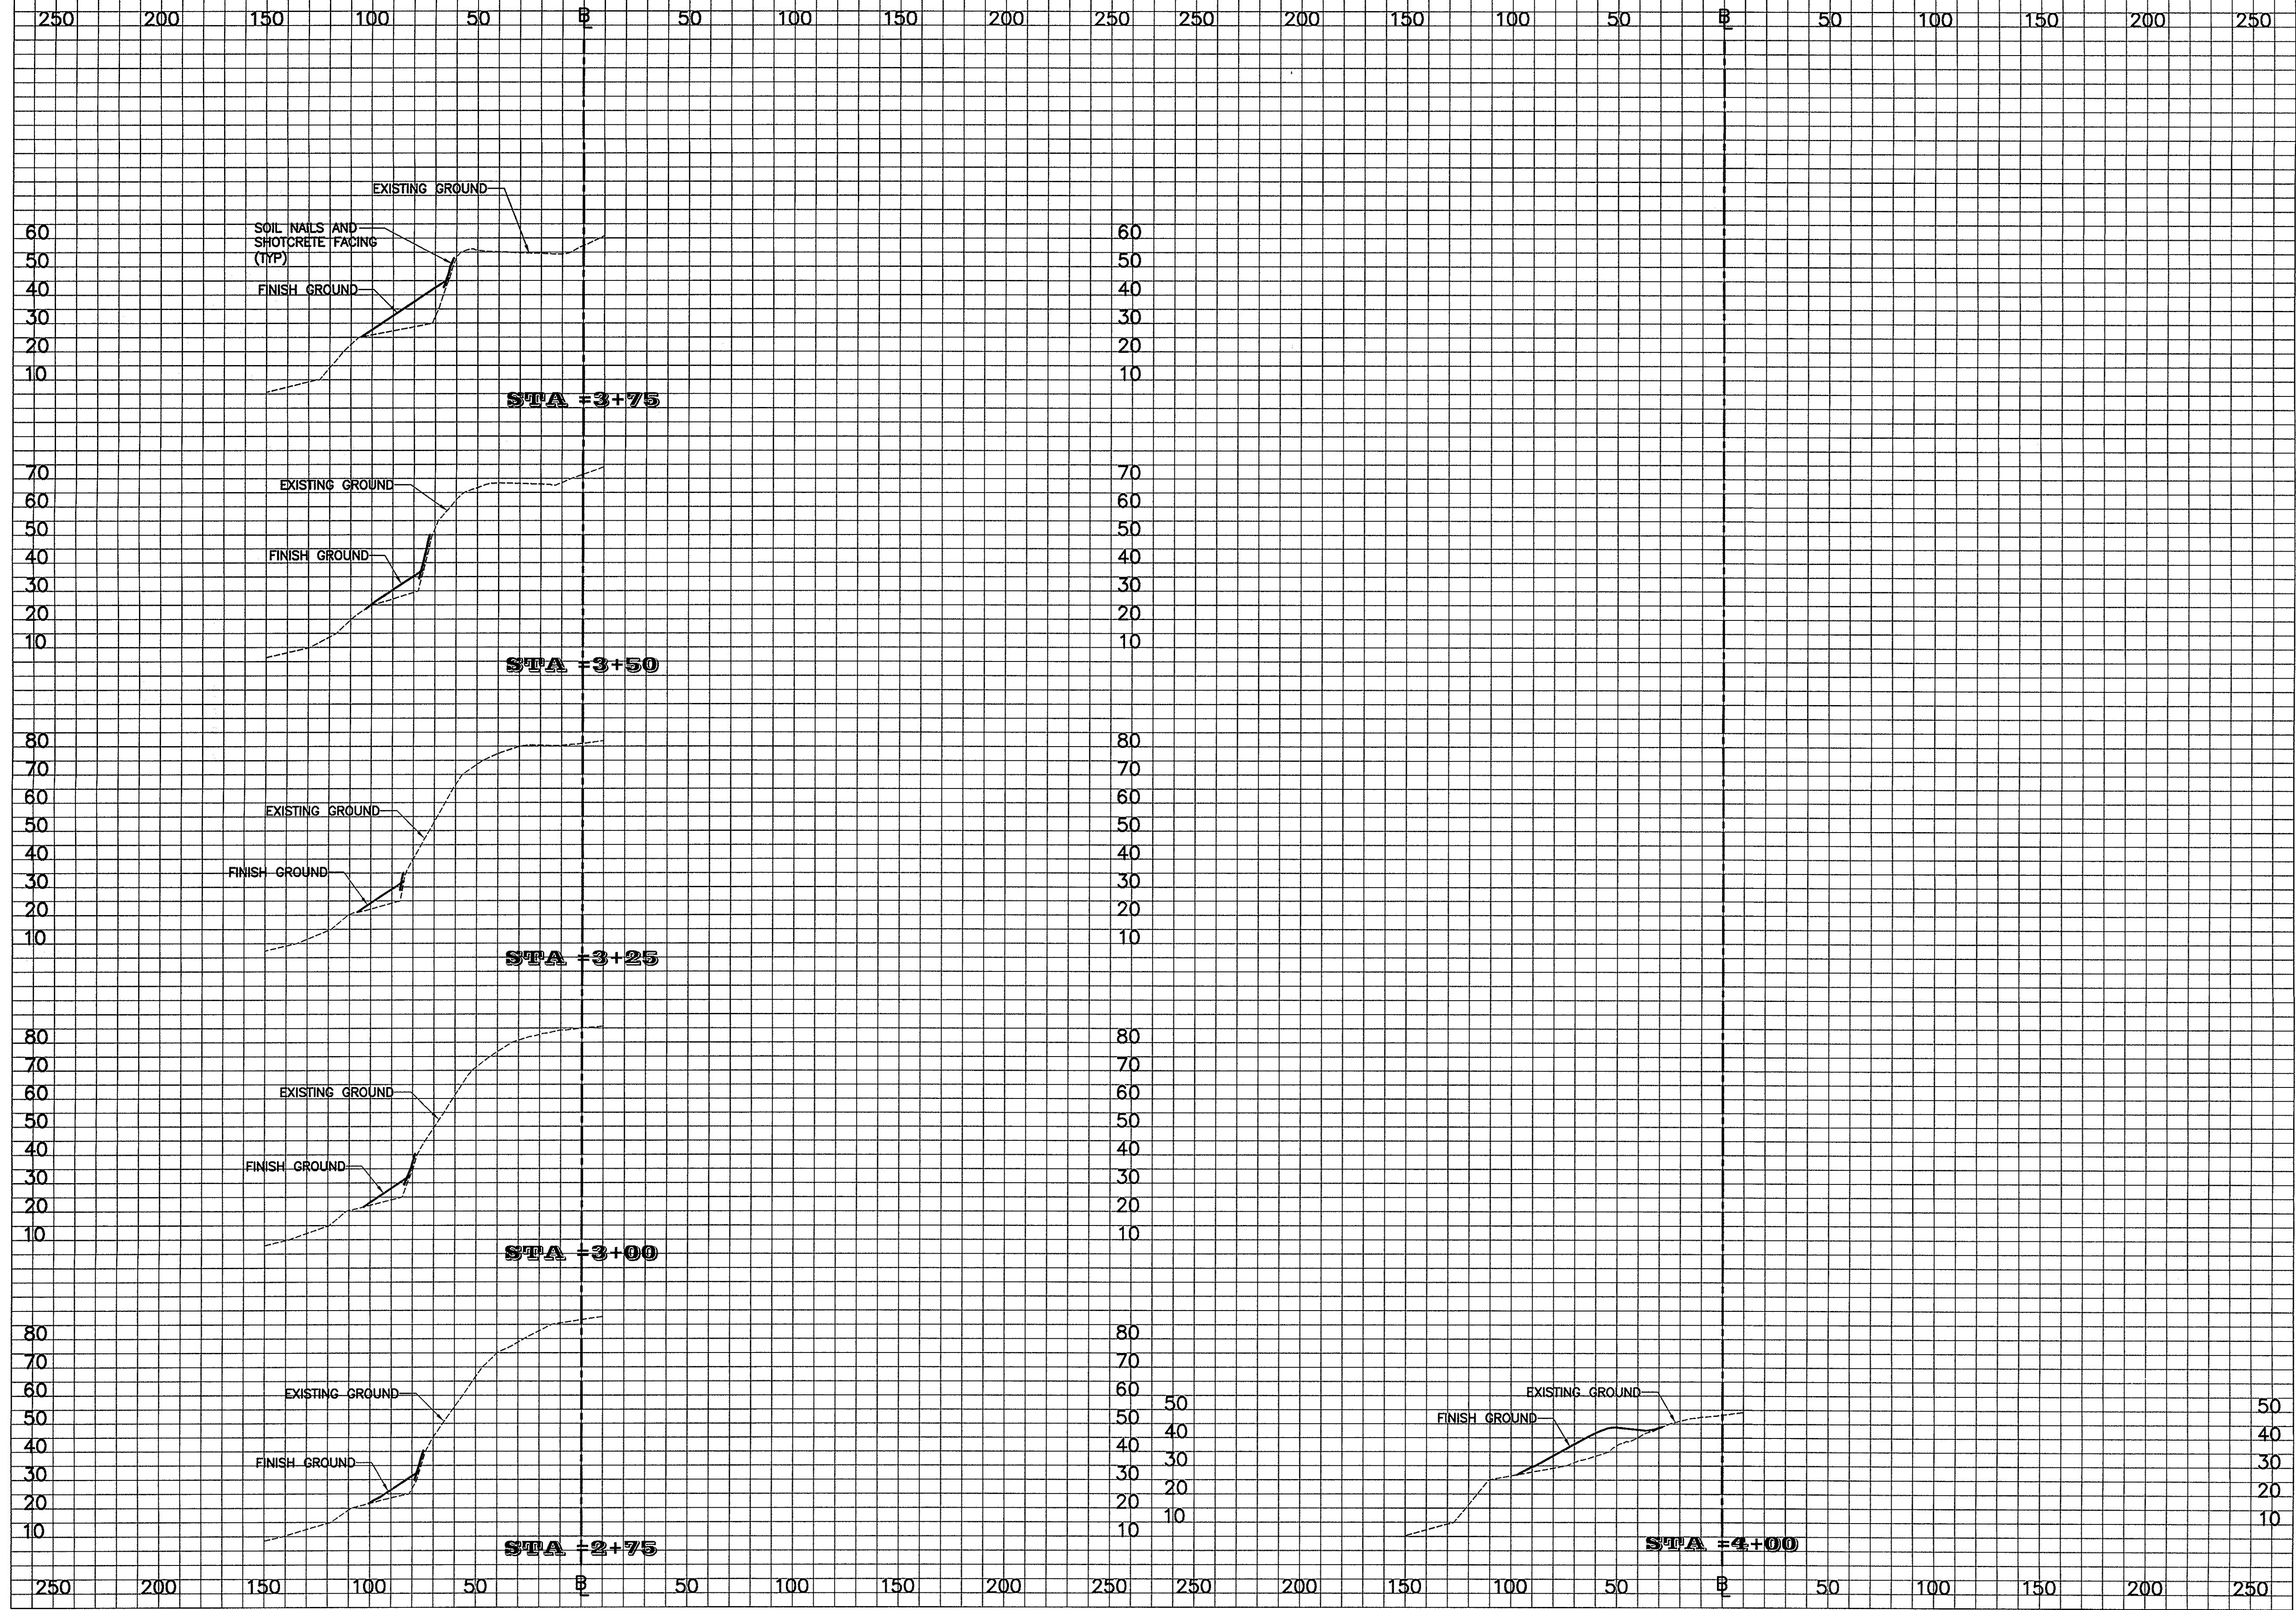 250 200 150 100 50 B 50 100 150 200 250 250 200 150 100 50 B 50 100 150 200 250
EXISTING GROUND
SOIL NAILS AND
SHOTCRETE FACING
(TYP)
FINISH GROUND
60 60
50 50
40 40
30 30
20 20
10 10
STA =3+75
EXISTING GROUND
FINISH GROUND
70 70
60 60
50 50
40 40
30 30
20 20
10 10
STA =3+50
EXISTING GROUND
FINISH GROUND
80 80
70 70
60 60
50 50
40 40
30 30
20 20
10 10
STA =3+25
EXISTING GROUND
FINISH GROUND
80 80
70 70
60 60
50 50
40 40
30 30
20 20
10 10
STA =3+00
EXISTING GROUND
FINISH GROUND
80 80
70 70
60 60
50 50
40 40
30 30
20 20
10 10
STA =2+75
EXISTING GROUND
FINISH GROUND
50 50
40 40
30 30
20 20
10 10
STA =4+00
250 200 150 100 50 B 50 100 150 200 250 250 200 150 100 50 B 50 100 150 200 250